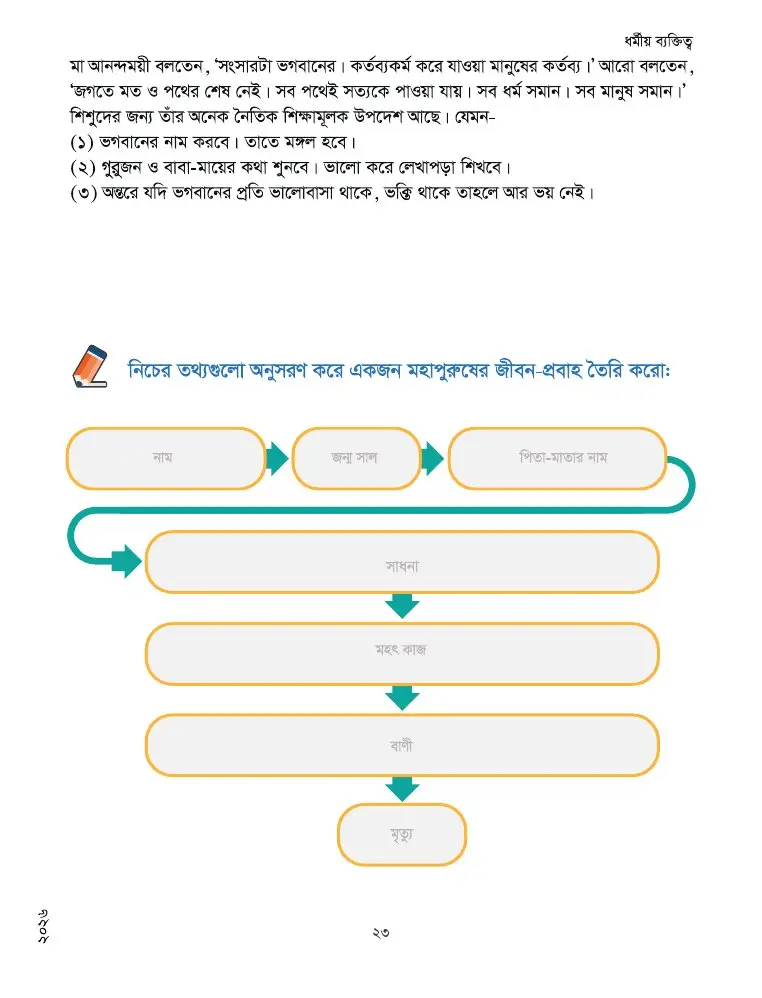 ধর্মীয় ব্যক্তিত্ব
মা আনন্দময়ী বলতেন, ‘সংসারটা ভগবানের। কর্তব্যকর্ম করে যাওয়া মানুষের কর্তব্য।’ আরো বলতেন,
‘জগতে মত ও পথের শেষ নেই। সব পথেই সত্যকে পাওয়া যায়। সব ধর্ম সমান। সব মানুষ সমান।’
শিশুদের জন্য তাঁর অনেক নৈতিক শিক্ষামূলক উপদেশ আছে। যেমন-
(১) ভগবানের নাম করবে। তাতে মঙ্গল হবে।
(২) গুরুজন ও বাবা-মায়ের কথা শুনবে। ভালো করে লেখাপড়া শিখবে।
(৩) অন্তরে যদি ভগবানের প্রতি ভালোবাসা থাকে, ভক্তি থাকে তাহলে আর ভয় নেই।
নিচের তথ্যগুলো অনুসরণ করে একজন মহাপুরুষের জীবন-প্রবাহ তৈরি করো:
নাম
জন্ম সাল
পিতা-মাতার নাম
সাধনা
মহৎ কাজ
বাণী
মৃত্যু
২০২৬
২৩